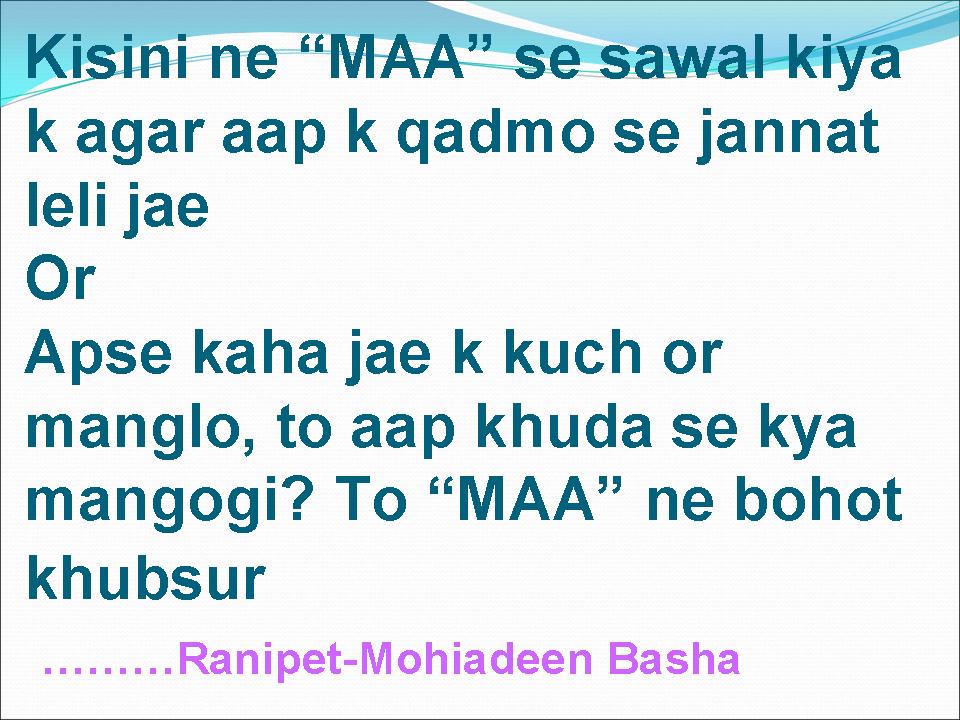 Kisini ne “MAA” se sawal kiya
k agar aap k qadmo se jannat
leli jae
Or
Apse kaha jae k kuch or
manglo, to aap khuda se kya
mangogi? To “MAA” ne bohot
khubsur
………Ranipet-Mohiadeen Basha